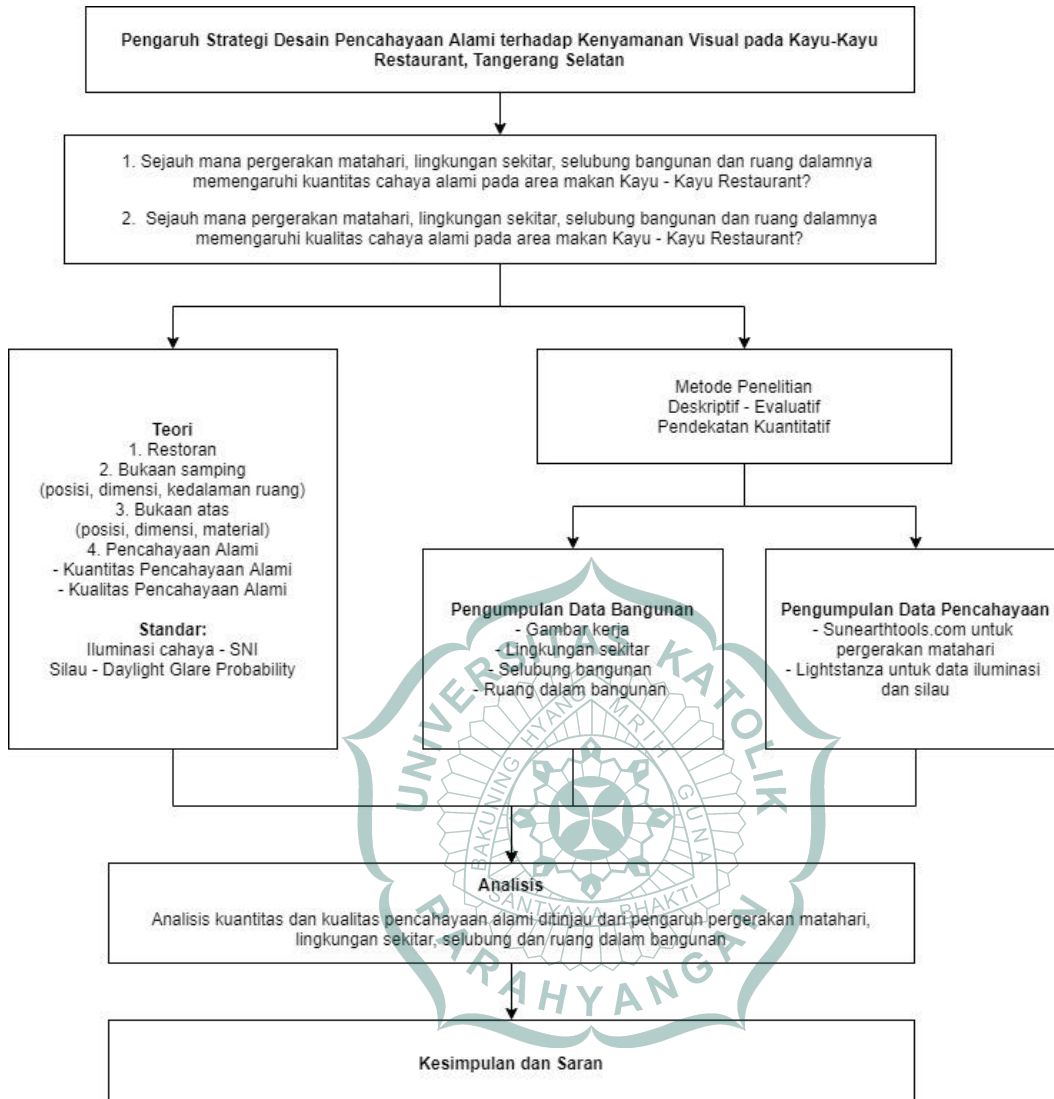 Pengaruh Strategi Desain Pencahayaan Alami terhadap Kenyamanan Visual pada Kayu-Kayu
Restaurant, Tangerang Selatan
1. Sejauh mana pergerakan matahari, lingkungan sekitar, selubung bangunan dan ruang dalamnya
memengaruhi kuantitas cahaya alami pada area makan Kayu - Kayu Restaurant?
2. Sejauh mana pergerakan matahari, lingkungan sekitar, selubung bangunan dan ruang dalamnya
memengaruhi kualitas cahaya alami pada area makan Kayu - Kayu Restaurant?
Teori
1. Restoran
2. Bukaan samping
(posisi, dimensi, kedalaman ruang)
3. Bukaan atas
(posisi, dimensi, material)
4. Pencahayaan Alami
- Kuantitas Pencahayaan Alami
- Kualitas Pencahayaan Alami
Standar:
Iluminasi cahaya - SNI
Silau - Daylight Glare Probability
Metode Penelitian
Deskriptif - Evaluatif
Pendekatan Kuantitatif
Pengumpulan Data Bangunan
- Gambar kerja
- Lingkungan sekitar
- Selubung bangunan
- Ruang dalam bangunan
Pengumpulan Data Pencahayaan
- Sunearthtools.com untuk
pergerakan matahari
- Lightstanza untuk data iluminasi
dan silau
UNIVERSITAS KATOLIK
PARAHYANGAN
BAKUNING HYANG MRIH GUNA
SANTYAYA BHAKTI
Analisis
Analisis kuantitas dan kualitas pencahayaan alami ditinjau dari pengaruh pergerakan matahari,
lingkungan sekitar, selubung dan ruang dalam bangunan
Kesimpulan dan Saran